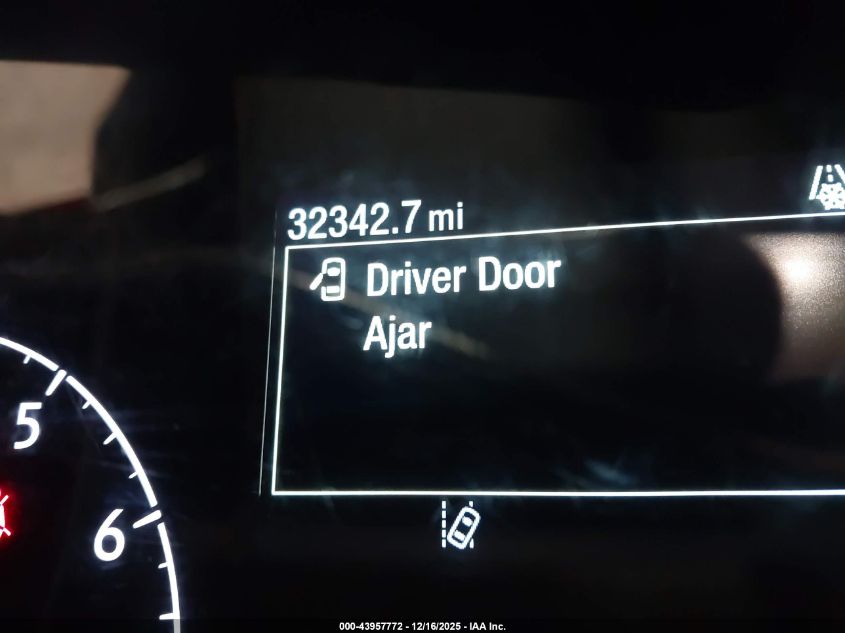 32342.7 mi
Driver Door
Ajar
5
6
000-43957772 - 12/16/2025 - IAA Inc.